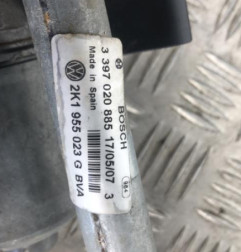 BOSCH
3 397 020 885 17/05/07 3
Made in Spain
2K1 955 023 G BVA